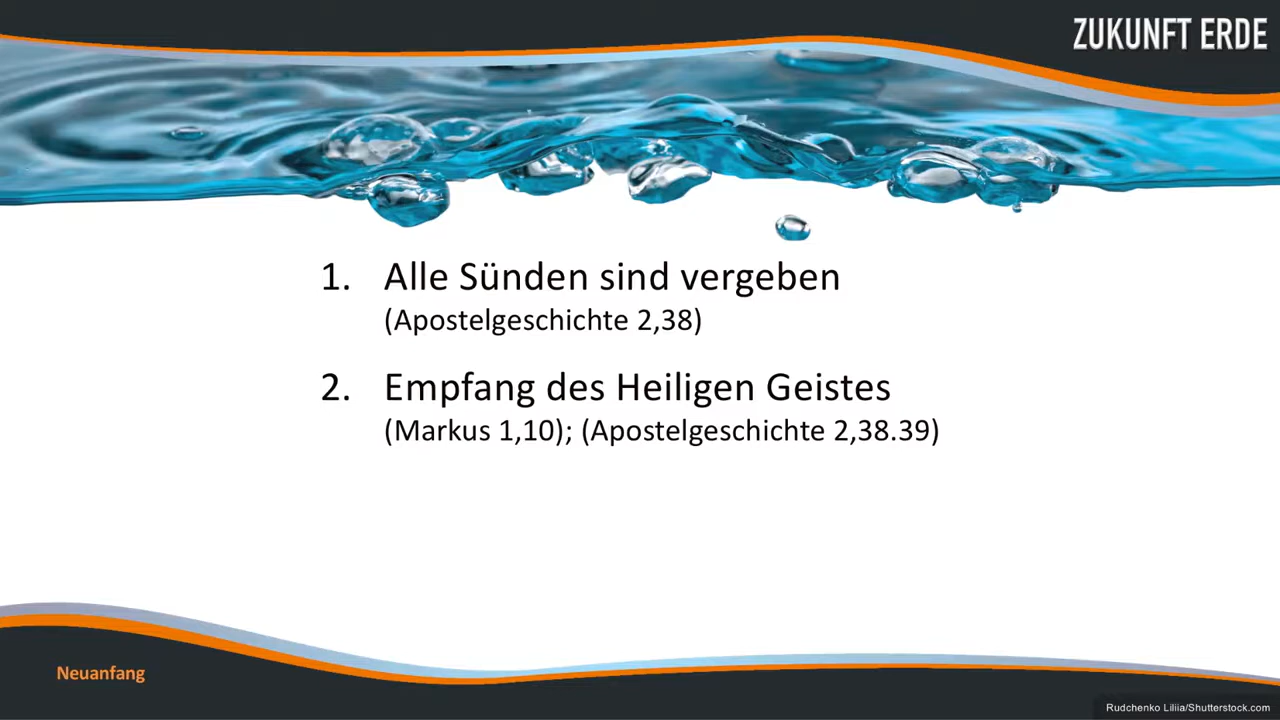 ZUKUNFT ERDE
1. Alle Sünden sind vergeben
(Apostelgeschichte 2,38)
2. Empfang des Heiligen Geistes
(Markus 1,10); (Apostelgeschichte 2,38.39)
Neuanfang
Rudchenko Liliia/Shutterstock.com